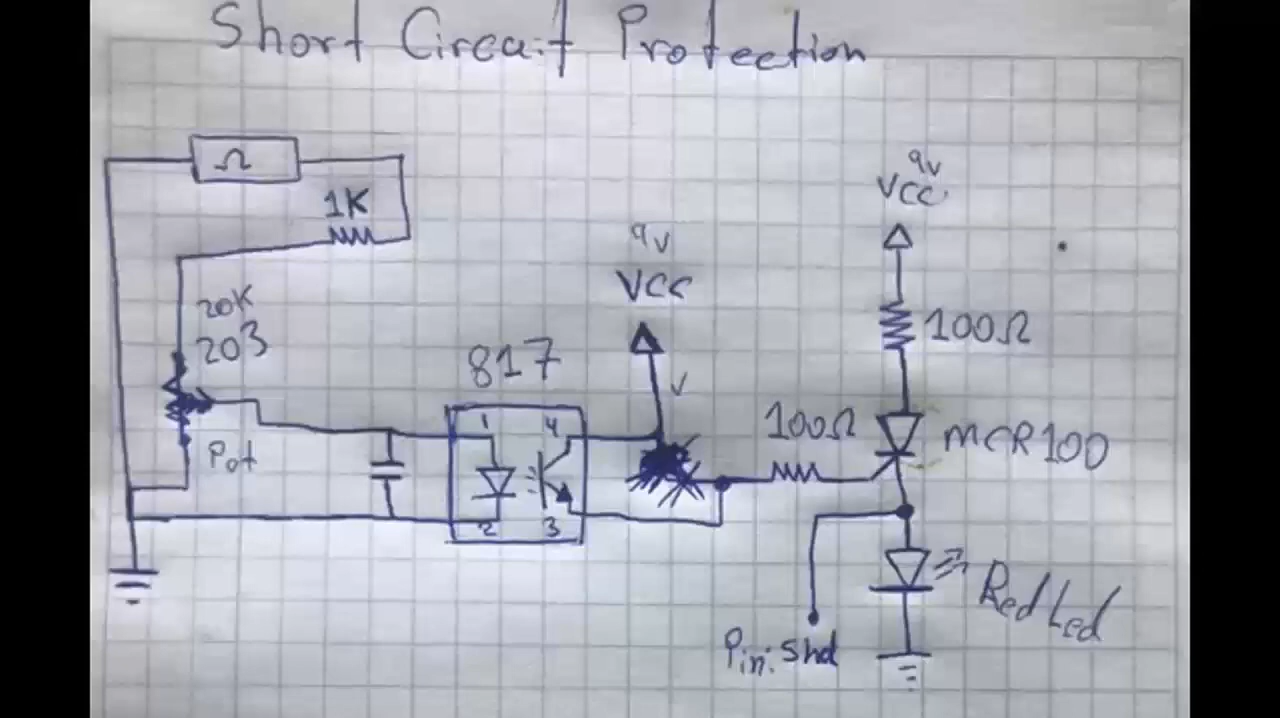 Short Circuit Protection
Ω
1K
20K
203
Pot
817
1
4
2
3
9V
VCC
V
100Ω
9V
VCC
100Ω
MCR100
Red Led
Pin: Shd